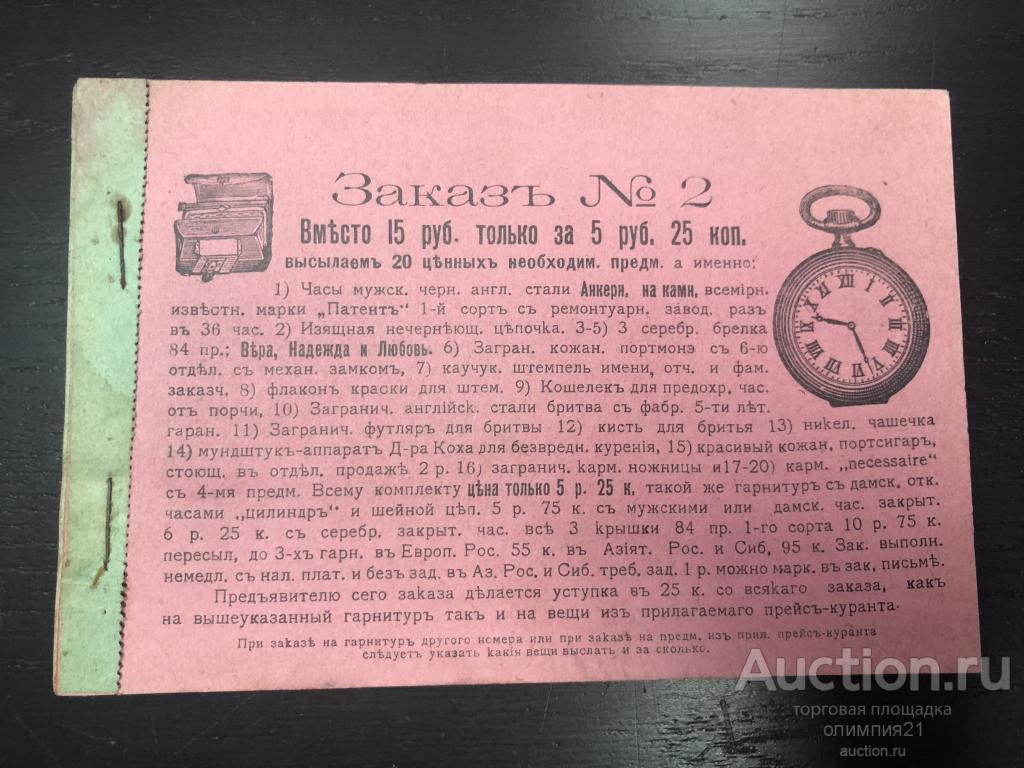 Заказъ № 2
Вмѣсто 15 руб. только за 5 руб. 25 коп.
высылаемъ 20 цѣнныхъ необходим. предм. а именно:
1) Часы мужск. черн. англ. стали Анкерн. на камн. всемірн.
извѣстн. марки „Патентъ" 1-й сортъ съ ремонтуарн. завод. разъ
въ 36 час. 2) Изящная нечернѣющ. цѣпочка. 3-5) 3 серебр. брелка
84 пр.; Вѣра, Надежда и Любовь. 6) Загран. кожан. портмонэ съ 6-ю
отдѣл. съ механ. замкомъ, 7) каучук. штемпель имени, отч. и фам.
заказч, 8) флаконъ краски для штем. 9) Кошелекъ для предохр. час.
отъ порчи, 10) Загранич. англійск. стали бритва съ фабр. 5-ти лѣт.
гаран. 11) Загранич. футляръ для бритвы 12) кисть для бритья 13) никел. чашечка
14) мундштукъ-аппаратъ Д-ра Коха для безвредн. куренія, 15) красивый кожан. портсигаръ,
стоющ. въ отдѣл. продажѣ 2 р. 16) загранич. карм. ножницы и 17-20) карм. „necessaire"
съ 4-мя предм. Всему комплекту цѣна только 5 р. 25 к. такой же гарнитуръ съ дамск. отк.
часами „цилиндръ" и шейной цѣп. 5 р. 75 к. съ мужскими или дамск. час. закрыт.
6 р. 25 к. съ серебр. закрыт. час. всѣ 3 крышки 84 пр. 1-го сорта 10 р. 75 к.
пересыл. до 3-хъ гарн. въ Европ. Рос. 55 к. въ Азіят. Рос. и Сиб. 95 к. Зак. выполн.
немедл. съ нал. плат. и безъ зад. въ Аз. Рос. и Сиб. треб. зад. 1 р. можно марк. въ зак. письмѣ.
Предъявителю сего заказа дѣлается уступка въ 25 к. со всякаго заказа, какъ
на вышеуказанный гарнитуръ такъ и на вещи изъ прилагаемаго прейсъ-куранта.
При заказѣ на гарнитуръ другого номера или при заказѣ на предм. изъ прил. прейсъ-куранта
слѣдуетъ указать какія вещи выслать и за сколько.
Auction.ru
торговая площадка
олимпия21
auction.ru